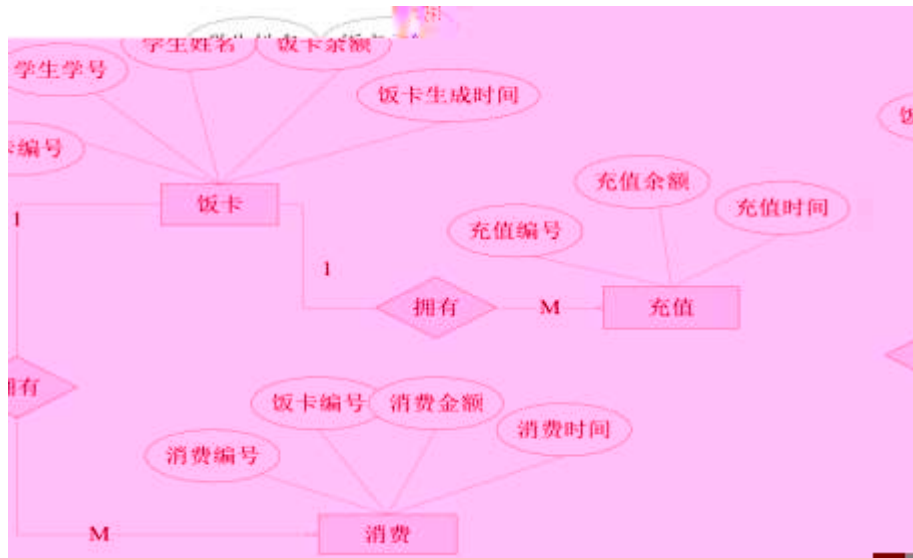 学生姓名
饭卡余额
学生学号
饭卡生成时间
卡编号
饭卡
充值余额
充值时间
充值编号
1
1
拥有
M
充值
拥有
饭卡编号
消费金额
消费时间
消费编号
M
消费